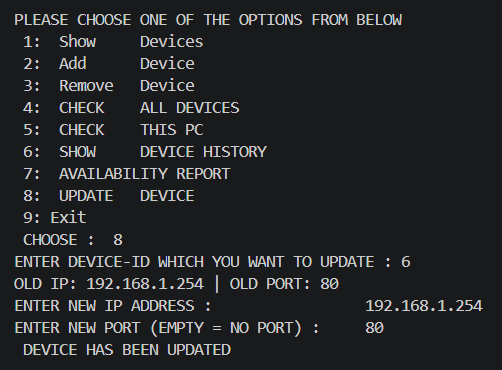 PLEASE CHOOSE ONE OF THE OPTIONS FROM BELOW
1: Show Devices
2: Add Device
3: Remove Device
4: CHECK ALL DEVICES
5: CHECK THIS PC
6: SHOW DEVICE HISTORY
7: AVAILABILITY REPORT
8: UPDATE DEVICE
9: Exit
CHOOSE : 8
ENTER DEVICE-ID WHICH YOU WANT TO UPDATE : 6
OLD IP: 192.168.1.254 | OLD PORT: 80
ENTER NEW IP ADDRESS : 192.168.1.254
ENTER NEW PORT (EMPTY = NO PORT) : 80
DEVICE HAS BEEN UPDATED